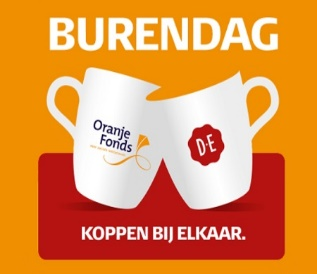 BURENDAG
Oranje
Fonds
D·E
KOPPEN BIJ ELKAAR.